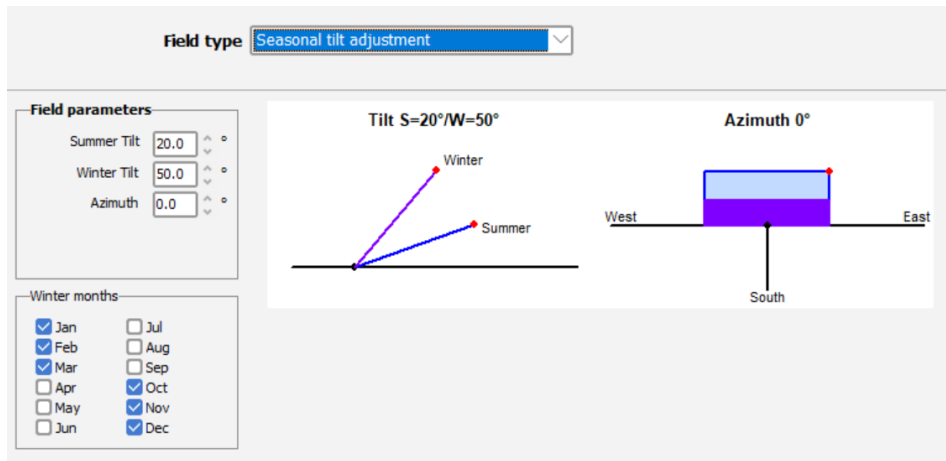 Field type Seasonal tilt adjustment
Field parameters
Summer Tilt 20.0 °
Winter Tilt 50.0 °
Azimuth 0.0 °
Winter months
Jan Jul
Feb Aug
Mar Sep
Apr Oct
May Nov
Jun Dec
Tilt S=20°/W=50°
Winter
Summer
Azimuth 0°
West East
South